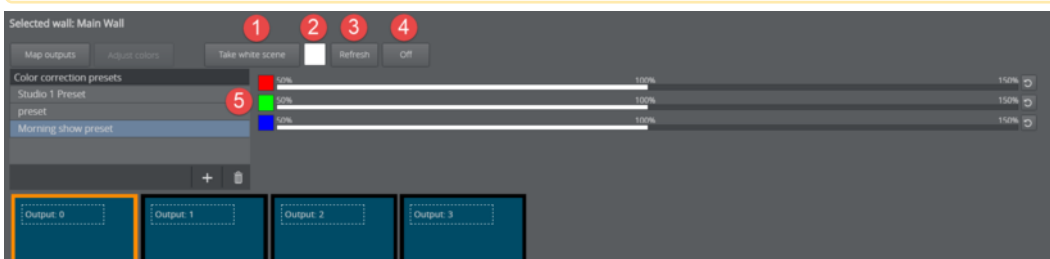 Selected wall: Main Wall
1 2 3 4
Map outputs Adjust colors Take white scene Refresh Off
Color correction presets
50% 100% 150%
Studio 1 Preset
5
50% 100% 150%
preset
50% 100% 150%
Morning show preset
+
Output: 0 Output: 1 Output: 2 Output: 3